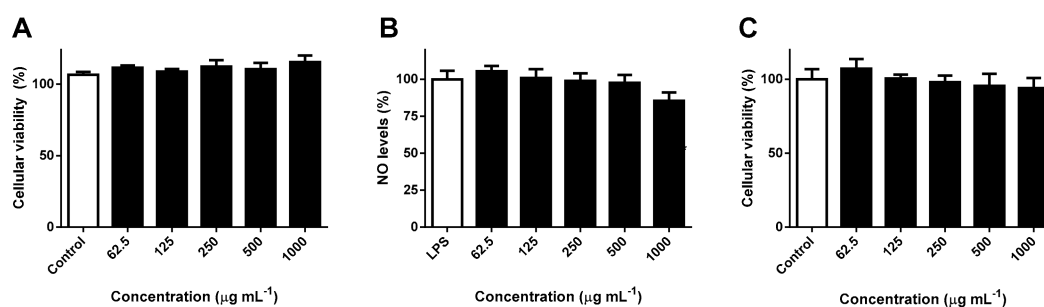 A
Cellular viability (%)
100
50
0
Control
62.5
125
250
500
1000
Concentration (µg mL-1)
B
NO levels (%)
100
75
50
25
0
LPS
62.5
125
250
500
1000
Concentration (µg mL-1)
C
Cellular viability (%)
100
50
0
Control
62.5
125
250
500
1000
Concentration (µg mL-1)